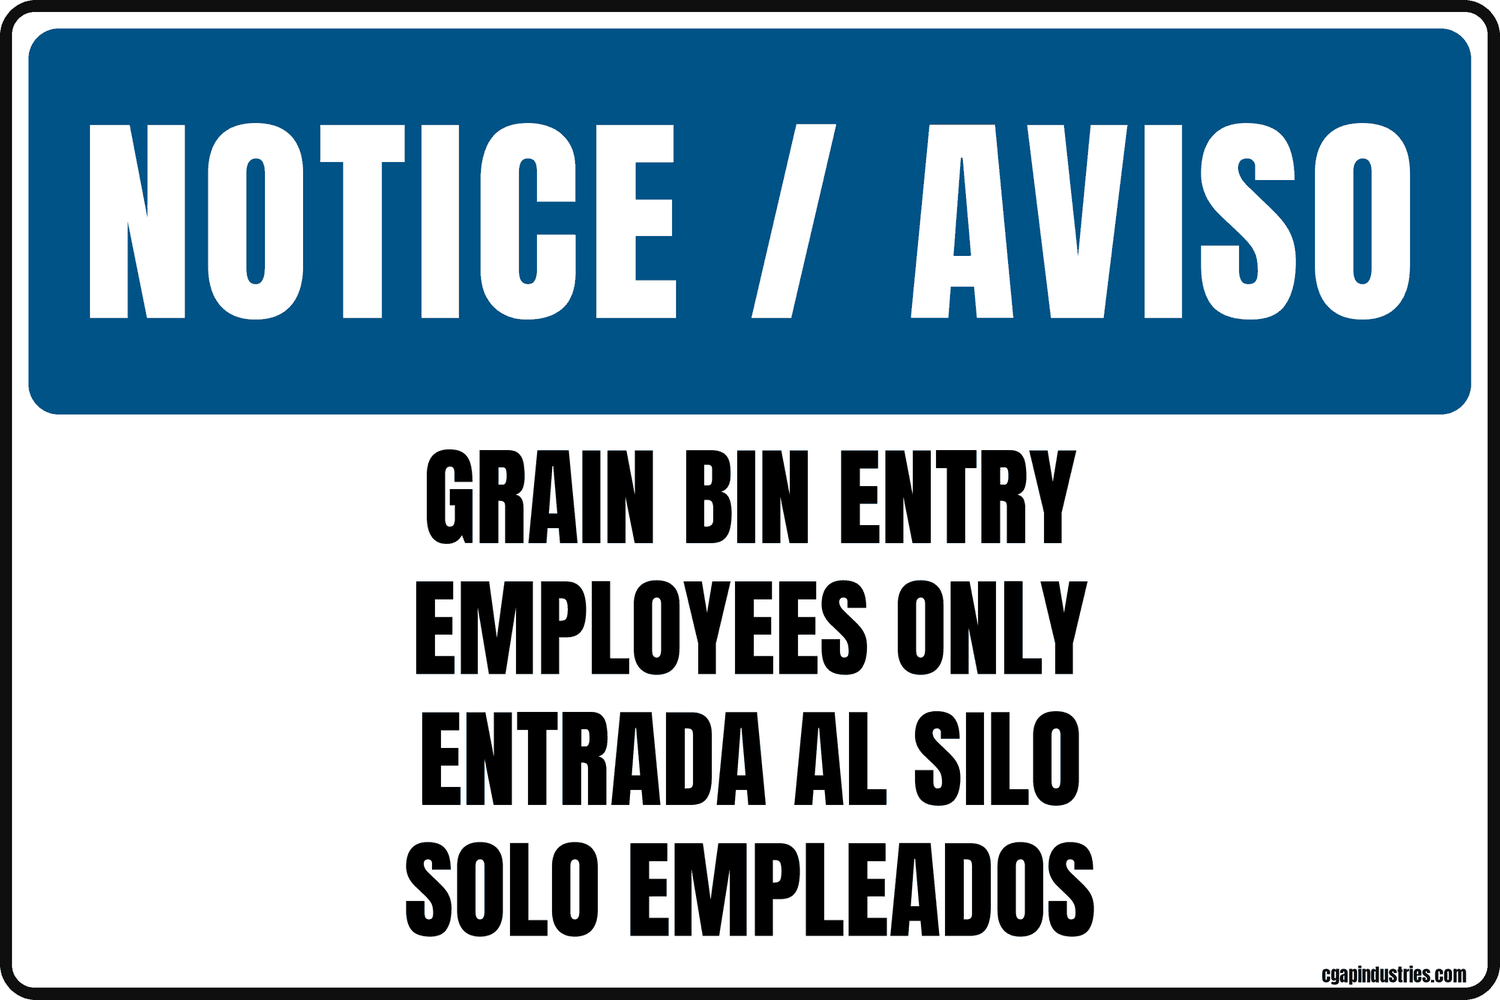 NOTICE / AVISO
GRAIN BIN ENTRY
EMPLOYEES ONLY
ENTRADA AL SILO
SOLO EMPLEADOS
cgapindustries.com